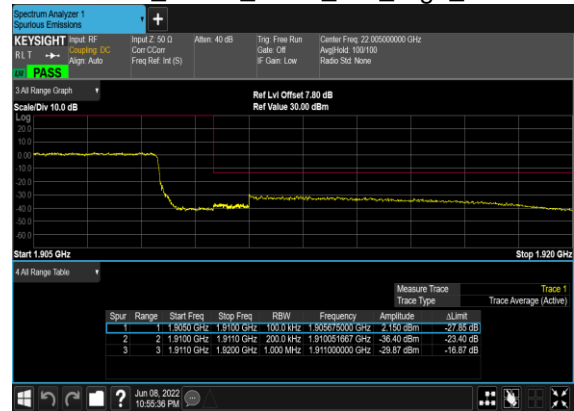 Spectrum Analyzer 1
Spurious Emissions
+
KEYSIGHT Input: RF Input Z: 50 Ω Atten: 40 dB Trig: Free Run Center Freq: 22.005000000 GHz
RLT Coupling: DC Corr CCorr Gate: Off Avg|Hold: 100/100
Align: Auto Freq Ref: Int (S) IF Gain: Low Radio Std: None
PASS
3 All Range Graph
Ref Lvl Offset 7.80 dB
Scale/Div 10.0 dB Ref Value 30.00 dBm
Log
20.0
10.0
0.00
-10.0
-20.0
-30.0
-40.0
-50.0
-60.0
Start 1.905 GHz Stop 1.920 GHz
4 All Range Table
Measure Trace Trace 1
Trace Type Trace Average (Active)
Spur Range Start Freq Stop Freq RBW Frequency Amplitude ΔLimit
1 1 1.9050 GHz 1.9100 GHz 100.0 kHz 1.905675000 GHz 2.150 dBm -27.85 dB
2 2 1.9100 GHz 1.9110 GHz 200.0 kHz 1.910051667 GHz -36.40 dBm -23.40 dB
3 3 1.9110 GHz 1.9200 GHz 1.000 MHz 1.911000000 GHz -29.87 dBm -16.87 dB
? Jun 08, 2022
10:55:36 PM